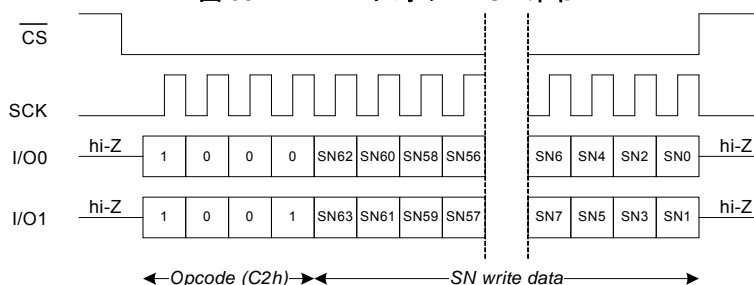 CS
SCK
I/O0 hi-Z 1 0 0 0 SN62 SN60 SN58 SN56 SN6 SN4 SN2 SN0 hi-Z
I/O1 hi-Z 1 0 0 1 SN63 SN61 SN59 SN57 SN7 SN5 SN3 SN1 hi-Z
Opcode (C2h) SN write data